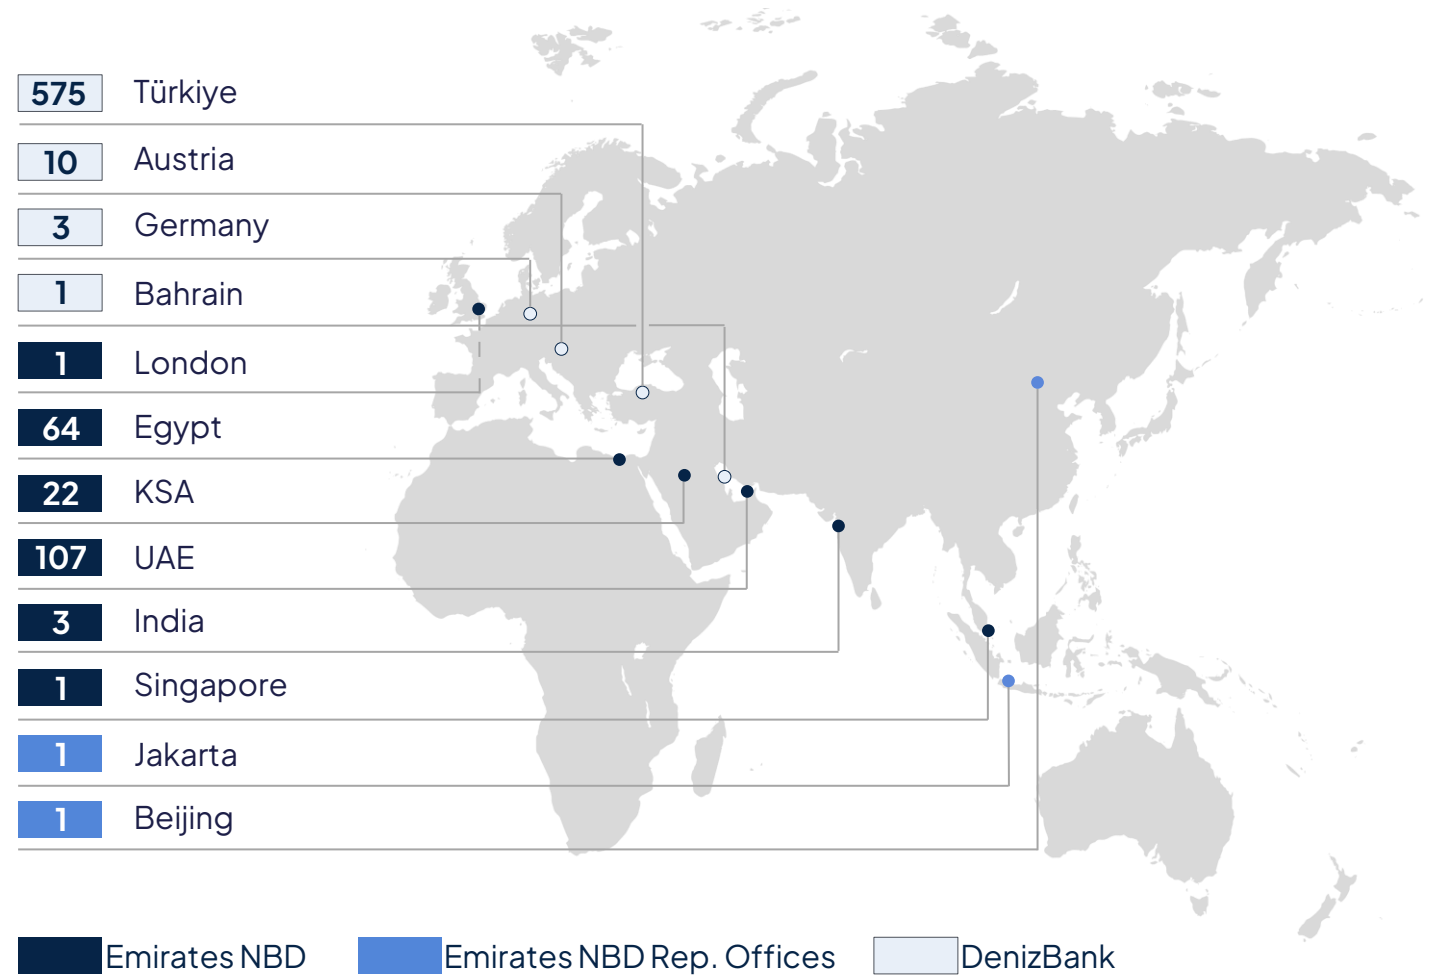 575 Türkiye
10 Austria
3 Germany
1 Bahrain
1 London
64 Egypt
22 KSA
107 UAE
3 India
1 Singapore
1 Jakarta
1 Beijing
Emirates NBD Emirates NBD Rep. Offices DenizBank